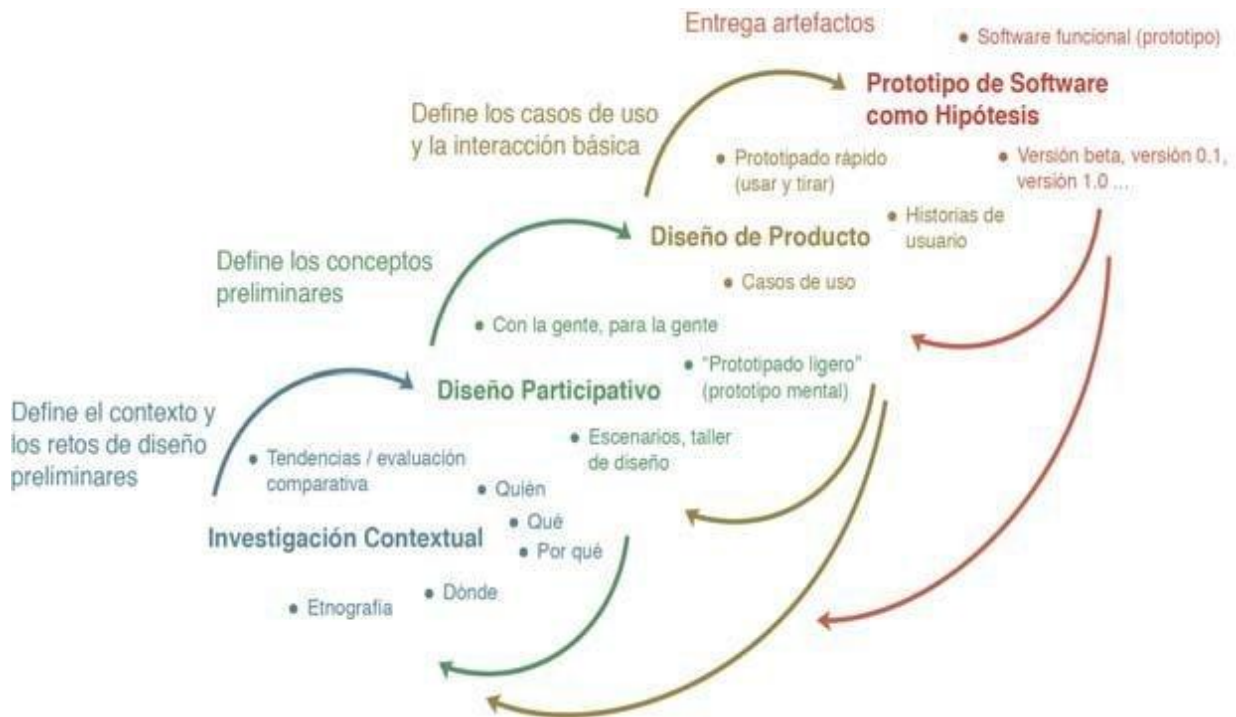 Entrega artefactos
• Software funcional (prototipo)
Prototipo de Software
como Hipótesis
Define los casos de uso
y la interacción básica
• Prototipado rápido
(usar y tirar)
• Versión beta, versión 0.1,
versión 1.0 ...
• Historias de
usuario
Diseño de Producto
• Casos de uso
Define los conceptos
preliminares
• Con la gente, para la gente
• "Prototipado ligero"
(prototipo mental)
Diseño Participativo
• Escenarios, taller
de diseño
Define el contexto y
los retos de diseño
preliminares
• Tendencias / evaluación
comparativa
• Quién
• Qué
• Por qué
Investigación Contextual
• Dónde
• Etnografía